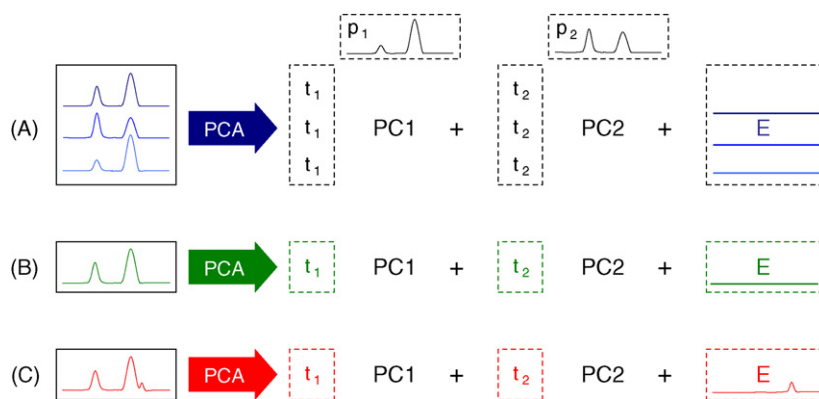 p1 p2
t1 t2
(A) PCA t1 PC1 + t2 PC2 + E
t1 t2
(B) PCA t1 PC1 + t2 PC2 + E
(C) PCA t1 PC1 + t2 PC2 + E